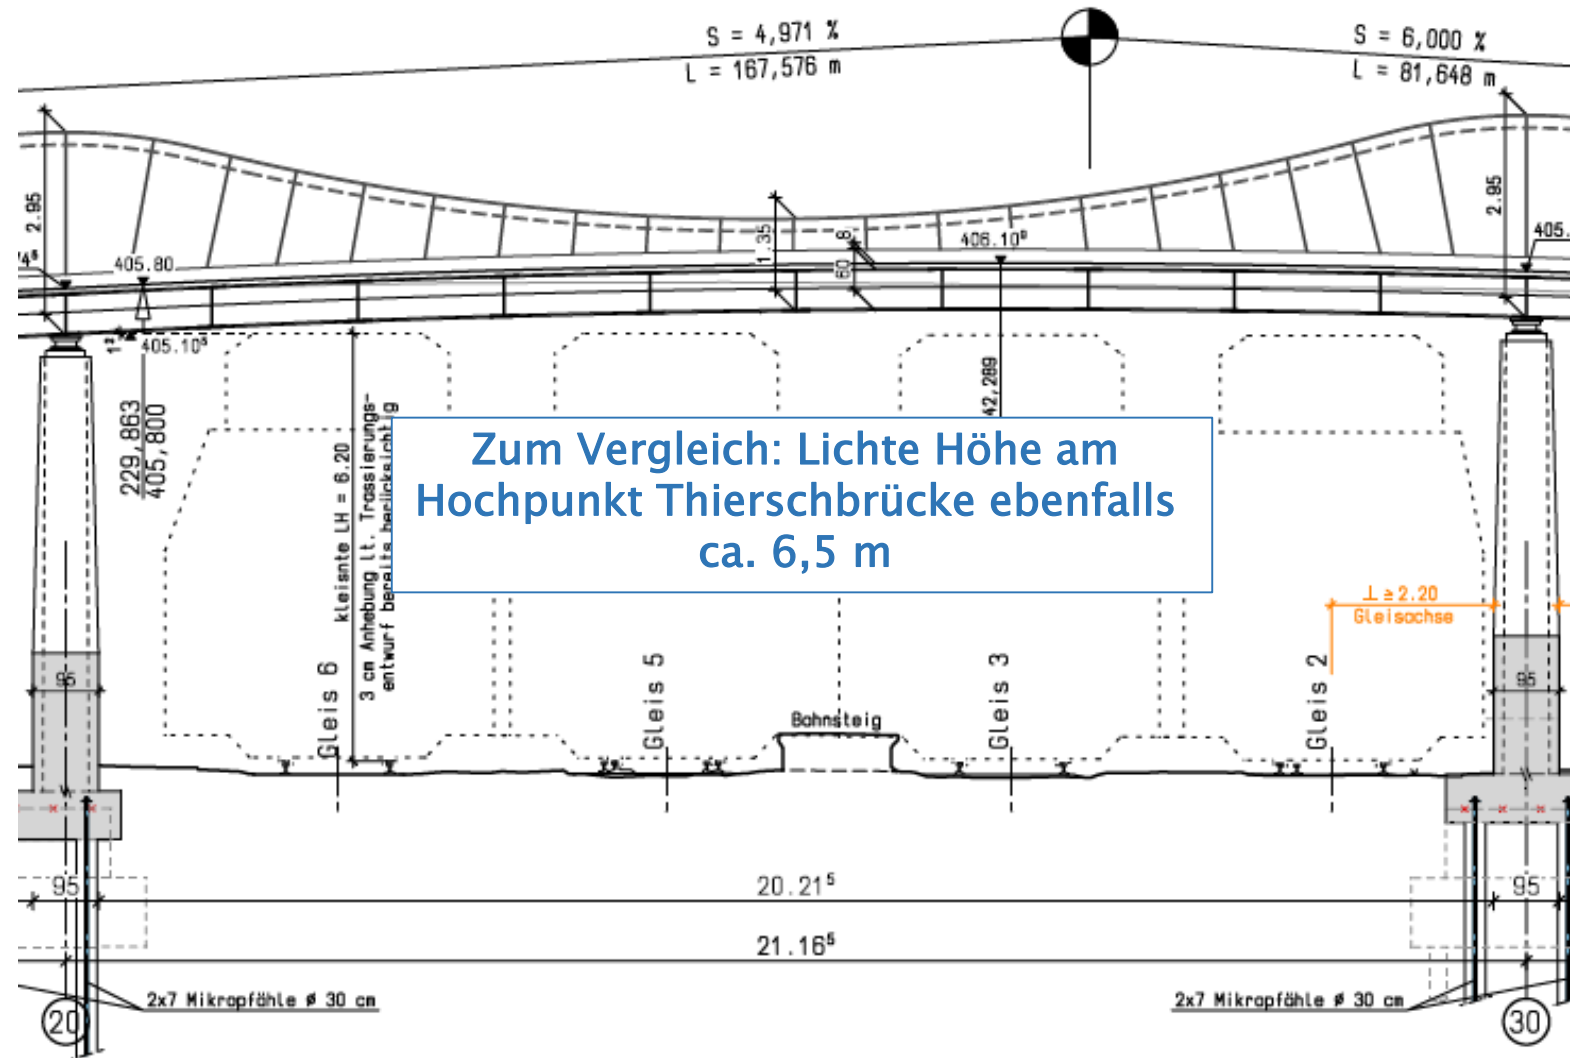 S = 4,971 %
L = 167,576 m
S = 6,000 %
L = 81,648 m
2.95
1.35
8
60
406.10⁹
2.95
405.
74⁵
405.80
1²
405.10⁵
229,863
405,800
42,289
kleisnte LH = 6.20
3 cm Anhebung lt. Trassierungs-
entwurf bereits berücksichtig
Zum Vergleich: Lichte Höhe am
Hochpunkt Thierschbrücke ebenfalls
ca. 6,5 m
⊥ ≥ 2.20
Gleisachse
95
Gleis 6
Gleis 5
Bahnsteig
Gleis 3
Gleis 2
95
95
20.21⁵
95
21.16⁵
2x7 Mikropfähle ø 30 cm
2x7 Mikropfähle ø 30 cm
20
30